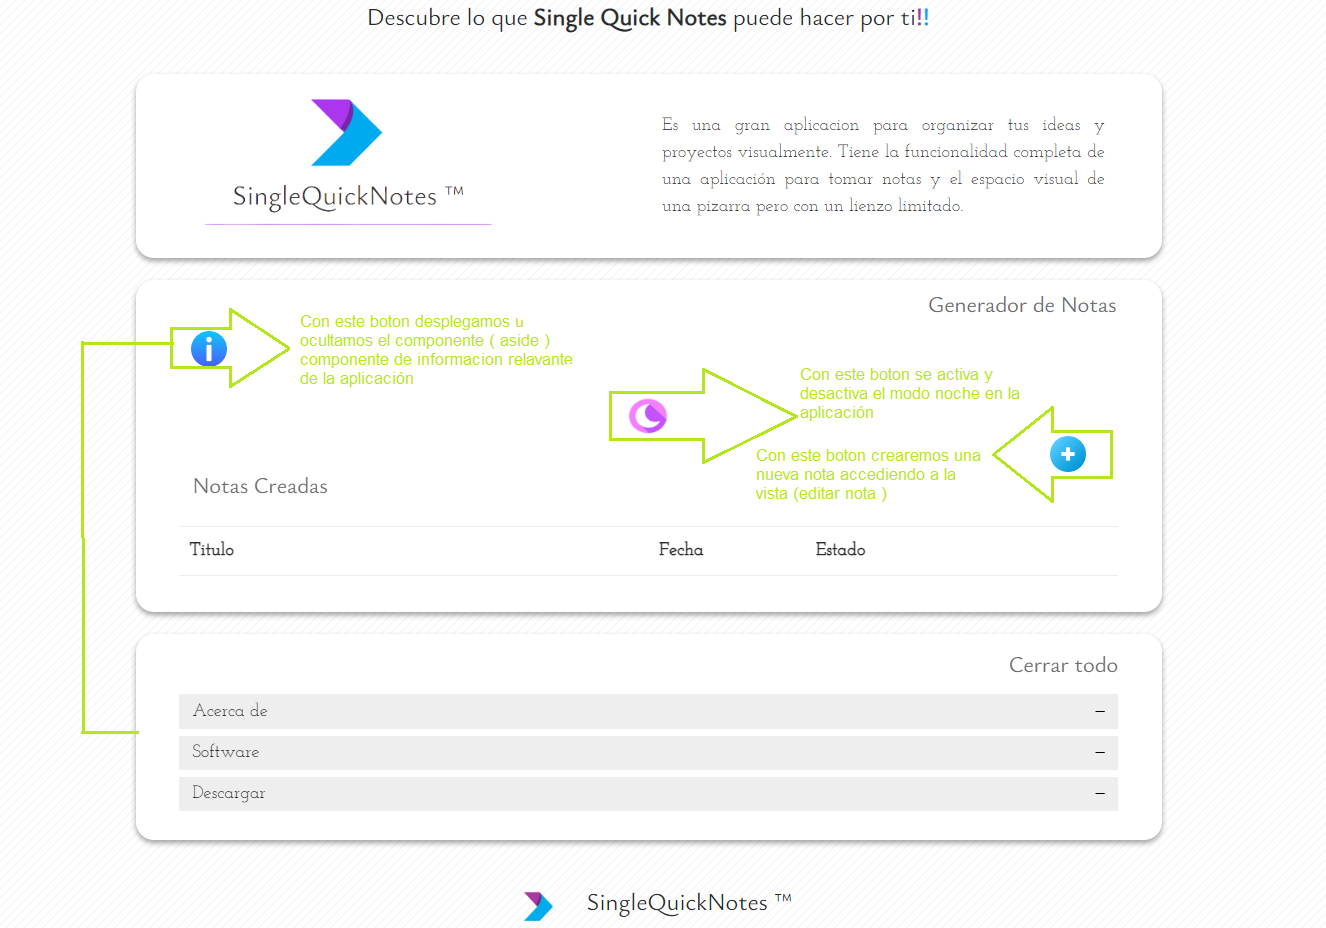 Descubre lo que Single Quick Notes puede hacer por ti!!
SingleQuickNotes ™
Es una gran aplicacion para organizar tus ideas y
proyectos visualmente. Tiene la funcionalidad completa de
una aplicación para tomar notas y el espacio visual de
una pizarra pero con un lienzo limitado.
Generador de Notas
Con este boton desplegamos u
ocultamos el componente ( aside )
componente de informacion relavante
de la aplicación
Con este boton se activa y
desactiva el modo noche en la
aplicación
Con este boton crearemos una
nueva nota accediendo a la
vista (editar nota )
Notas Creadas
Titulo Fecha Estado
Cerrar todo
Acerca de –
Software –
Descargar –
SingleQuickNotes ™